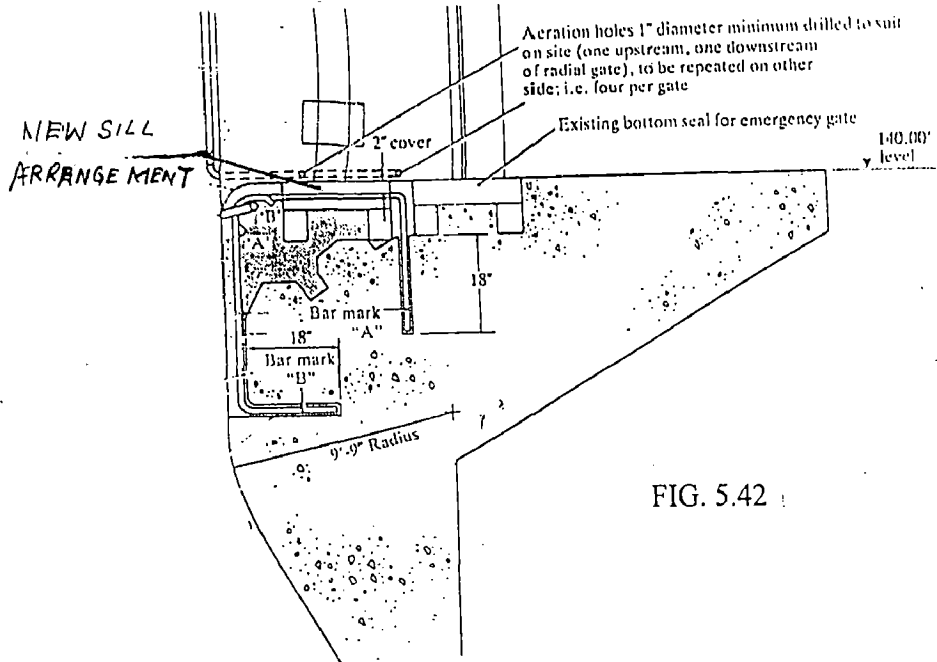 Aeration holes 1" diameter minimum drilled to suit
on site (one upstream, one downstream
of radial gate), to be repeated on other
side; i.e. four per gate
NEW SILL
ARRANGEMENT
2" cover
Existing bottom seal for emergency gate
140.00'
level
"B"
A
18"
Bar mark
"A"
18"
Bar mark
"B"
9'-9" Radius
FIG. 5.42